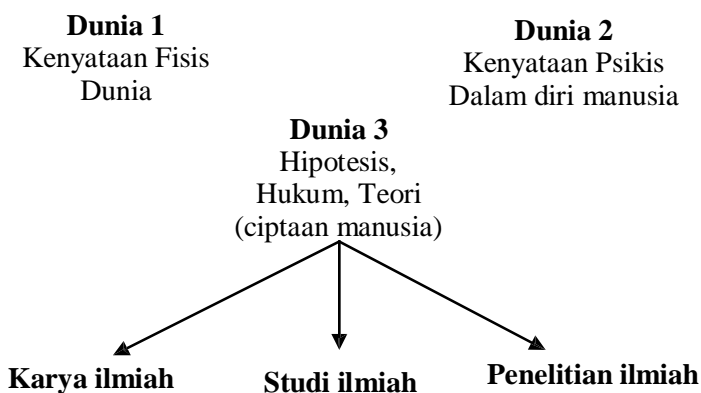 Dunia 1
Kenyataan Fisis
Dunia
Dunia 2
Kenyataan Psikis
Dalam diri manusia
Dunia 3
Hipotesis,
Hukum, Teori
(ciptaan manusia)
Karya ilmiah
Studi ilmiah
Penelitian ilmiah